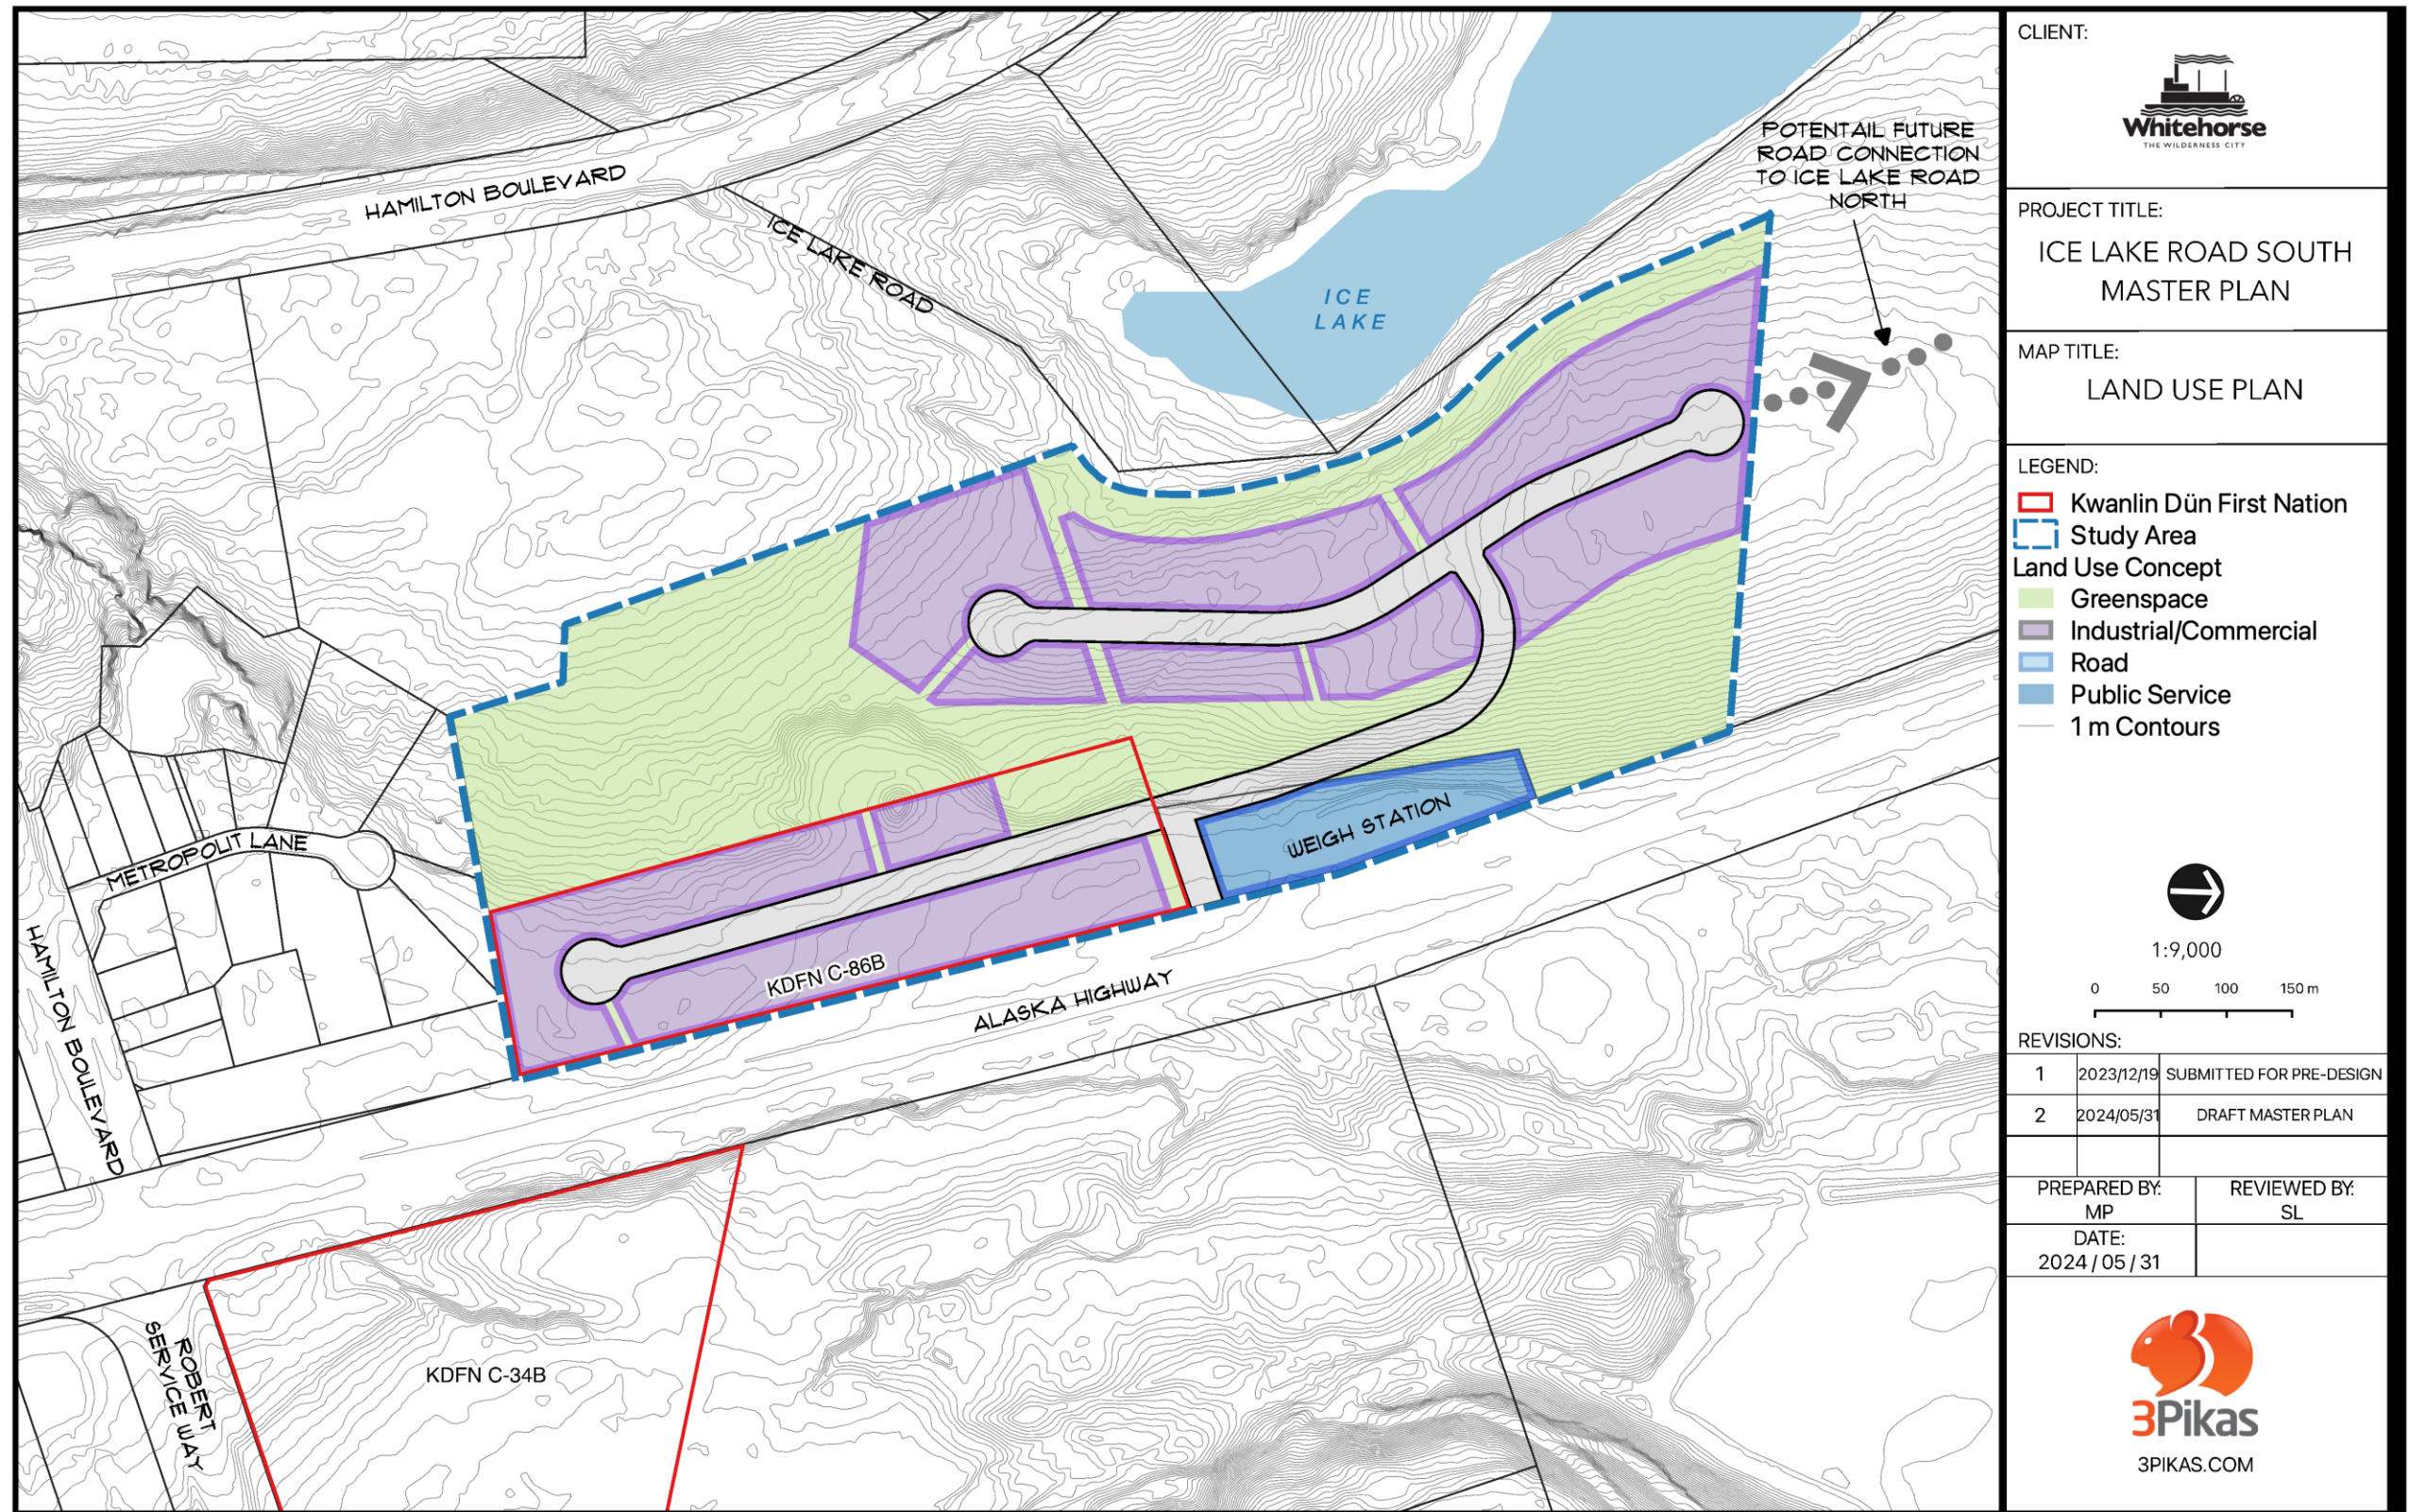 HAMILTON BOULEVARD
ICE LAKE ROAD
ICE
LAKE
POTENTAIL FUTURE
ROAD CONNECTION
TO ICE LAKE ROAD
NORTH
WEIGH STATION
METROPOLIT LANE
HAMILTON BOULEVARD
KDFN C-86B
ALASKA HIGHWAY
ROBERT
SERVICE WAY
KDFN C-34B
CLIENT:
Whitehorse
THE WILDERNESS CITY
PROJECT TITLE:
ICE LAKE ROAD SOUTH
MASTER PLAN
MAP TITLE:
LAND USE PLAN
LEGEND:
Kwanlin Dün First Nation
Study Area
Land Use Concept
Greenspace
Industrial/Commercial
Road
Public Service
1 m Contours
1:9,000
0 50 100 150 m
REVISIONS:
1 2023/12/19 SUBMITTED FOR PRE-DESIGN
2 2024/05/31 DRAFT MASTER PLAN
PREPARED BY: REVIEWED BY:
MP SL
DATE:
2024 / 05 / 31
3Pikas
3PIKAS.COM